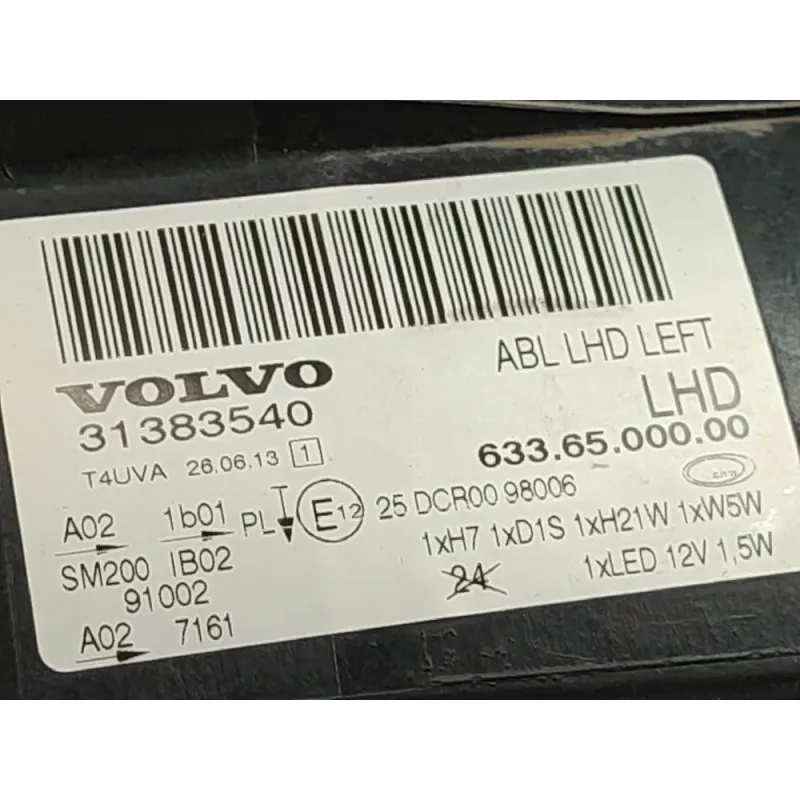 ABL LHD LEFT
VOLVO
LHD
31383540
633.65.000.00
T4UVA 26.06.13 1
A02 1b01 PL E12 25 DCR00 98006
1xH7 1xD1S 1xH21W 1xW5W
SM200 IB02
24 1xLED 12V 1,5W
91002
A02 7161